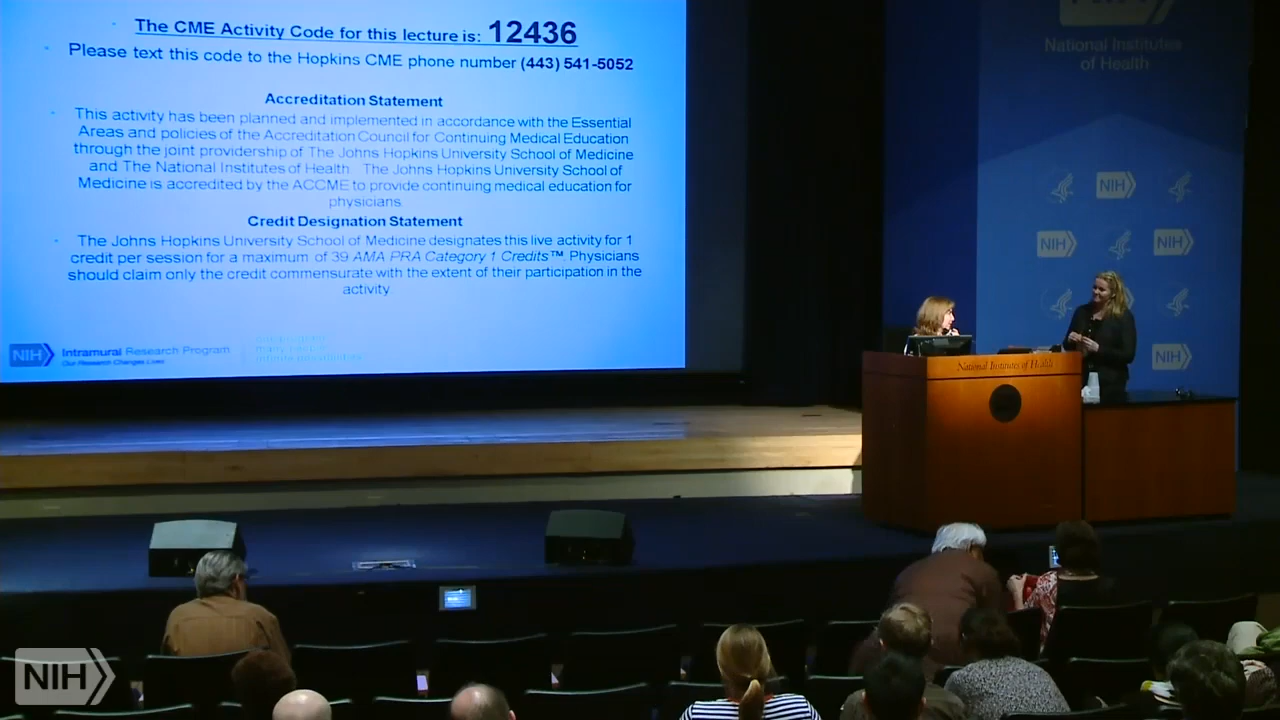 The CME Activity Code for this lecture is: 12436
Please text this code to the Hopkins CME phone number (443) 541-5052
Accreditation Statement
This activity has been planned and implemented in accordance with the Essential
Areas and policies of the Accreditation Council for Continuing Medical Education
through the joint providership of The Johns Hopkins University School of Medicine
and The National Institutes of Health The Johns Hopkins University School of
Medicine is accredited by the ACCME to provide continuing medical education for
physicians
Credit Designation Statement
The Johns Hopkins University School of Medicine designates this live activity for 1
credit per session for a maximum of 39 AMA PRA Category 1 Credits™ Physicians
should claim only the credit commensurate with the extent of their participation in the
activity
NIH Intramural Research Program
Our Research Changes Lives
National Institutes
of Health
NIH
NIH
NIH
NIH
National Institutes of Health
NIH